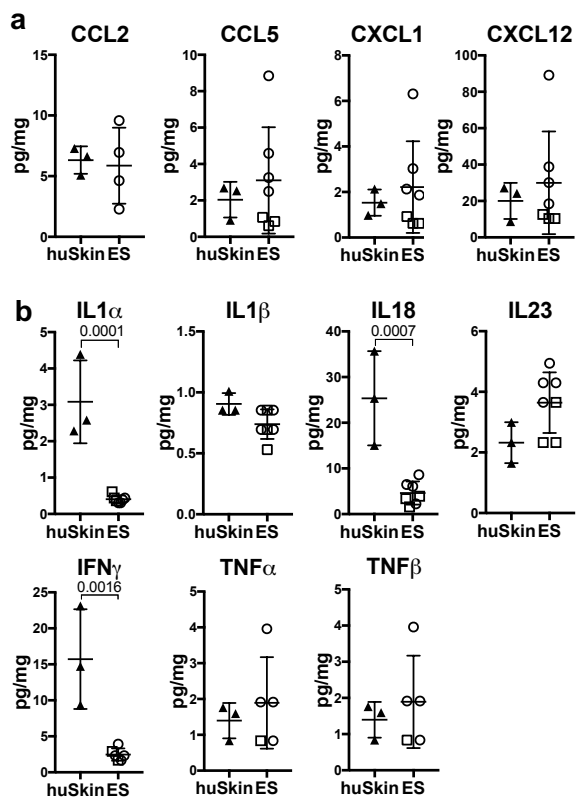 a
CCL2 CCL5 CXCL1 CXCL12
pg/mg
15
10
5
0
huSkin ES
pg/mg
10
8
6
4
2
0
huSkin ES
pg/mg
8
6
4
2
0
huSkin ES
pg/mg
100
80
60
40
20
0
huSkin ES
b
IL1α IL1β IL18 IL23
pg/mg
5
4
3
2
1
0
0.0001
huSkin ES
pg/mg
1.5
1.0
0.5
0.0
huSkin ES
pg/mg
40
30
20
10
0
0.0007
huSkin ES
pg/mg
6
4
2
0
huSkin ES
IFNγ TNFα TNFβ
pg/mg
25
20
15
10
5
0
0.0016
huSkin ES
pg/mg
5
4
3
2
1
0
huSkin ES
pg/mg
5
4
3
2
1
0
huSkin ES